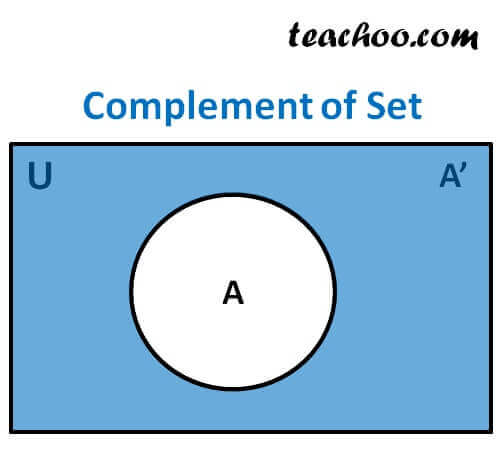 teachoo.com
Complement of Set
U A’
A